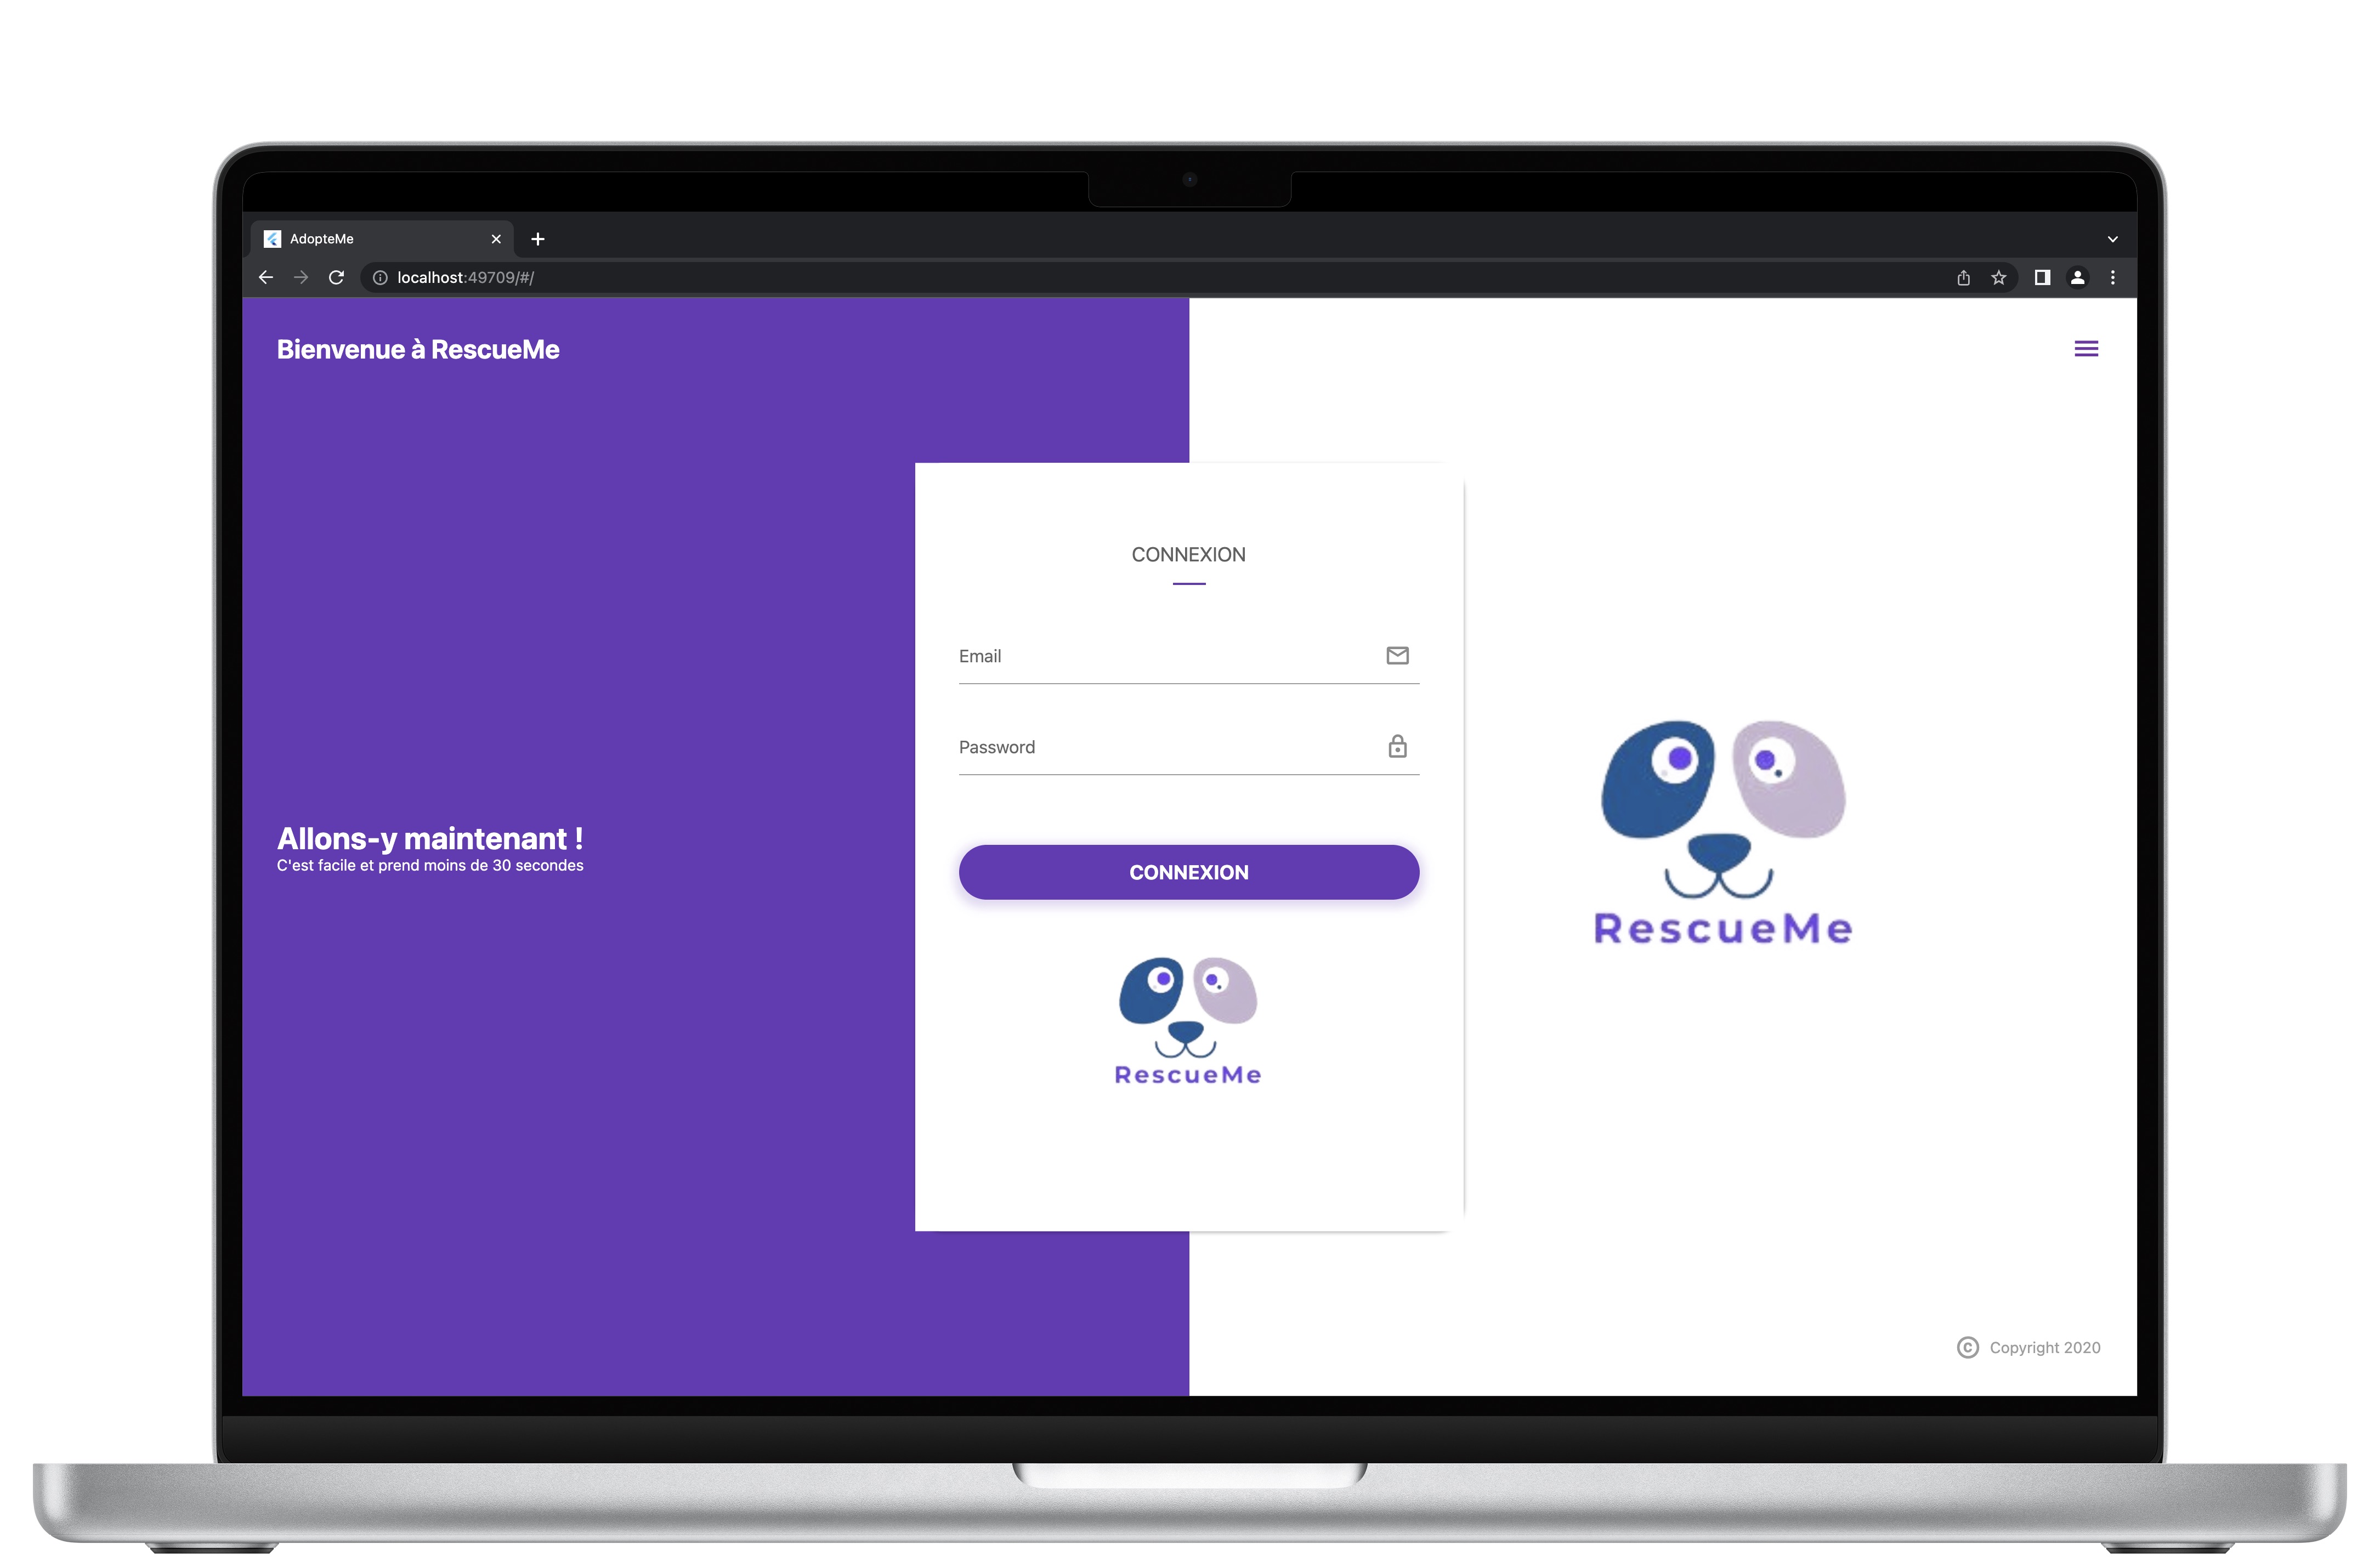 AdopteMe
localhost:49709/#/
Bienvenue à RescueMe
CONNEXION
Email
Password
Allons-y maintenant !
C'est facile et prend moins de 30 secondes
CONNEXION
RescueMe
RescueMe
© Copyright 2020